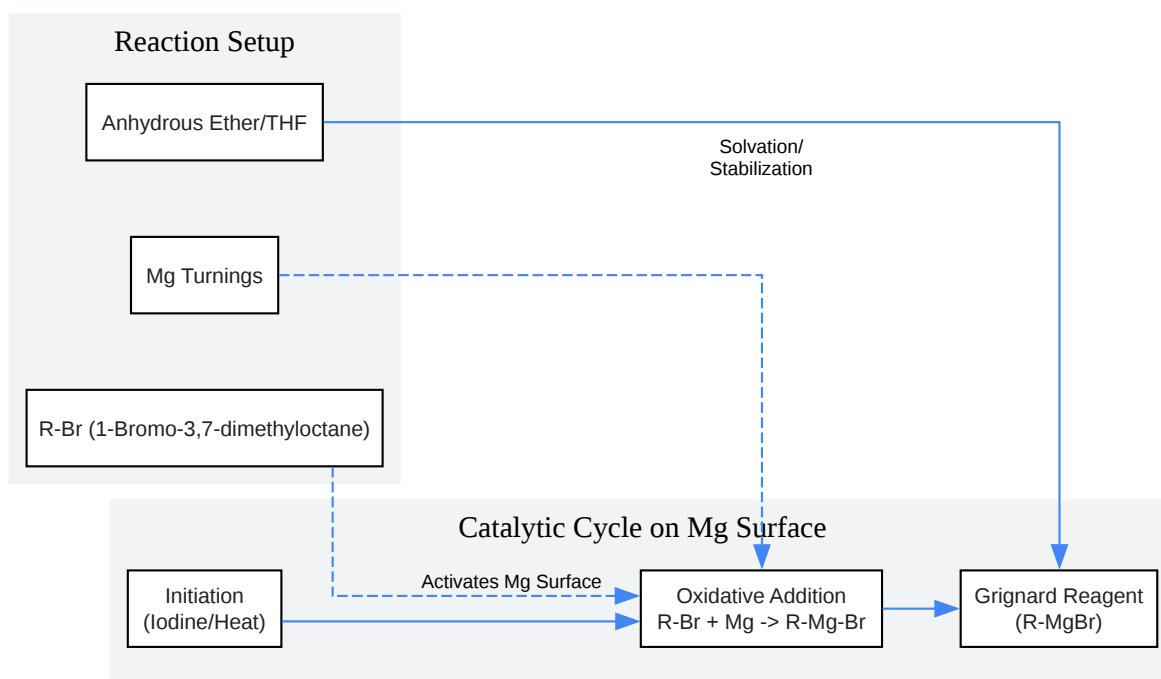 Reaction Setup
Anhydrous Ether/THF
Solvation/
Stabilization
Mg Turnings
R-Br (1-Bromo-3,7-dimethyloctane)
Catalytic Cycle on Mg Surface
Activates Mg Surface
Initiation
(Iodine/Heat)
Oxidative Addition
R-Br + Mg -> R-Mg-Br
Grignard Reagent
(R-MgBr)